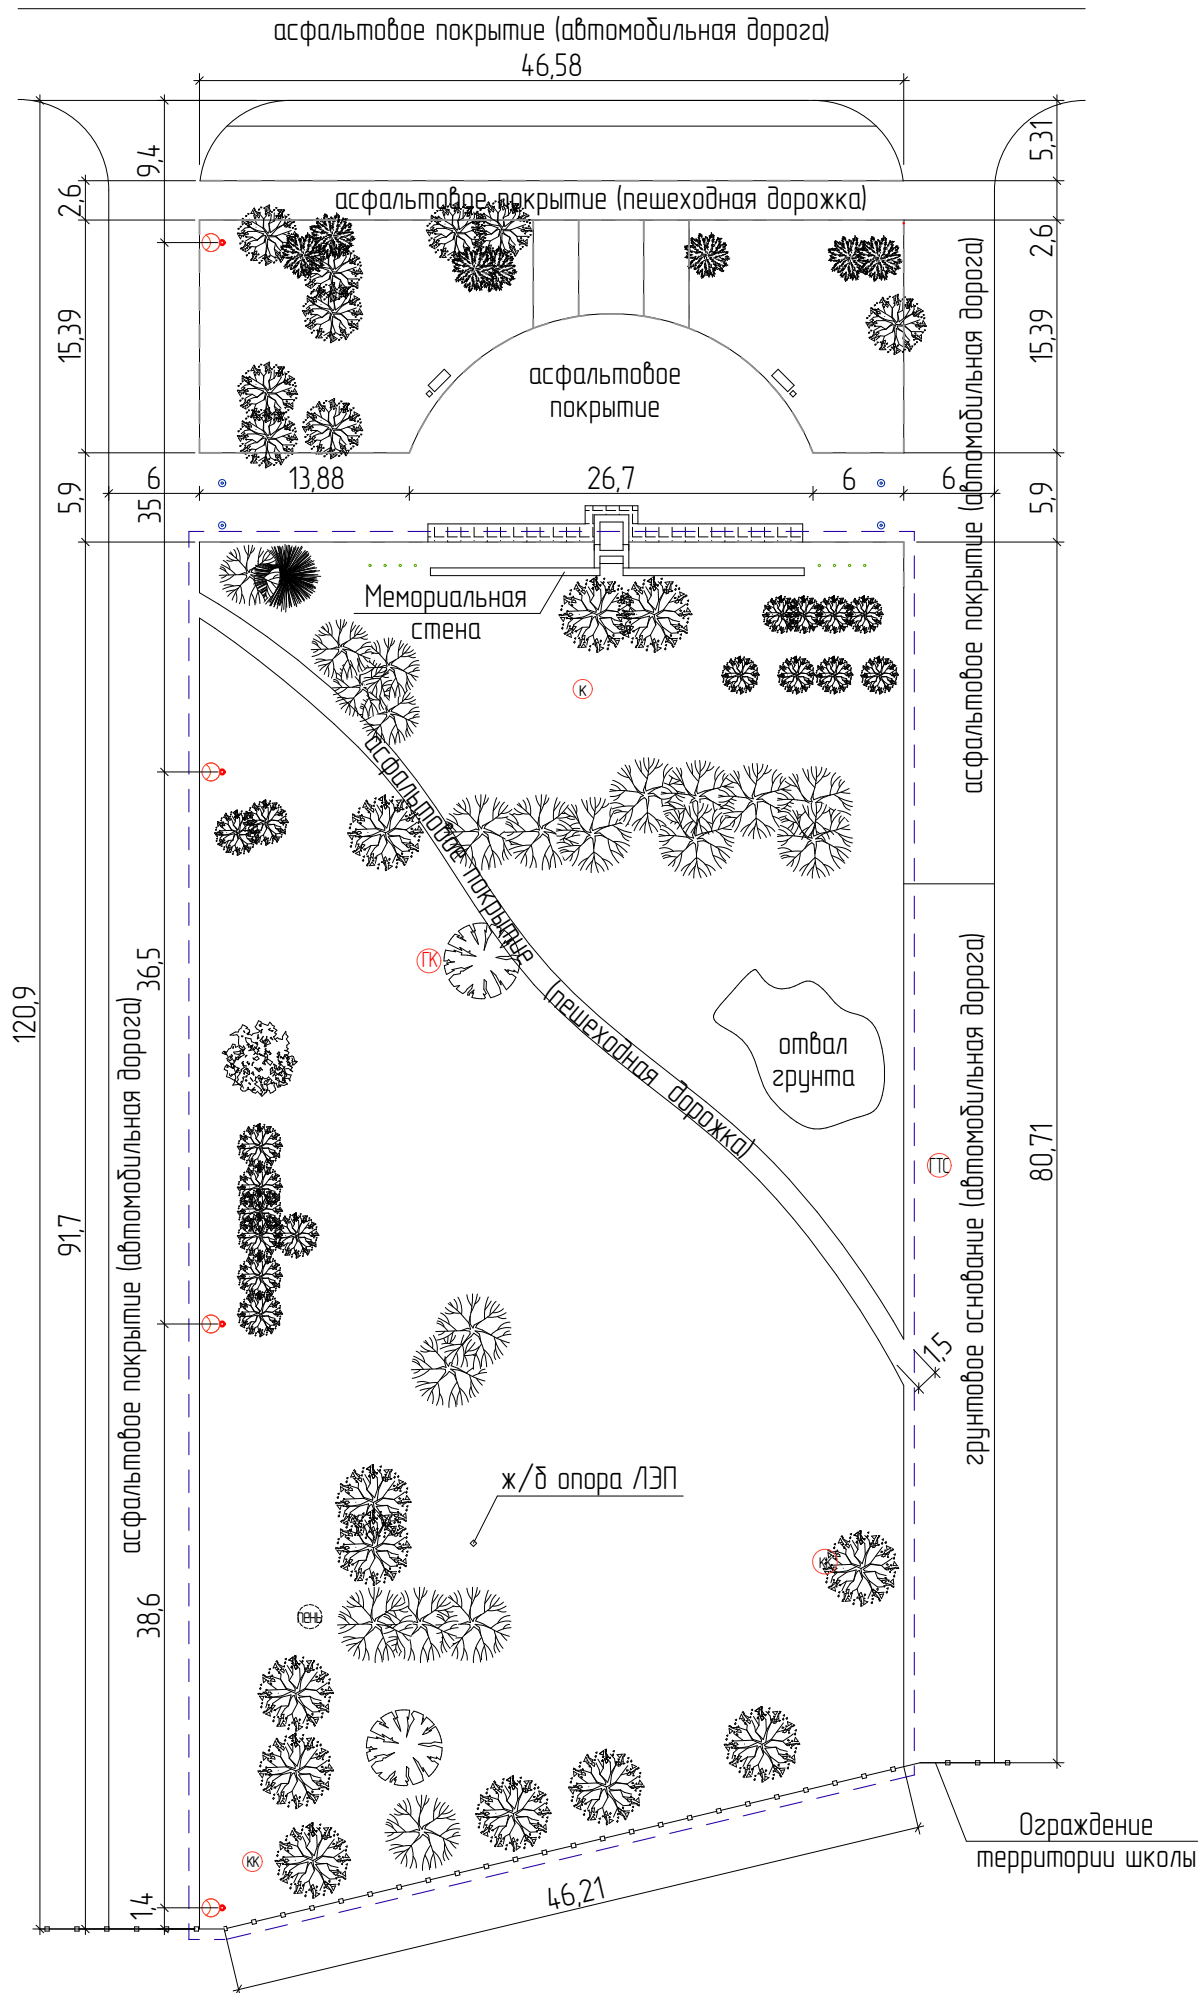 асфальтовое покрытие (автомобильная дорога)
46,58
9,4
5,31
2,6
асфальтовое покрытие (пешеходная дорожка)
2,6
15,39
15,39
асфальтовое
покрытие
асфальтовое покрытие (автомобильная дорога)
6
13,88
26,7
6
6
5,9
35
5,9
Мемориальная
стена
К
асфальтовое покрытие
(пешеходная дорожка)
ГК
36,5
120,9
отвал
грунта
асфальтовое покрытие (автомобильная дорога)
грунтовое основание (автомобильная дорога)
ГТС
80,71
91,7
1,5
ж/б опора ЛЭП
КК
пень
38,6
КК
1,4
46,21
Ограждение
территории школы